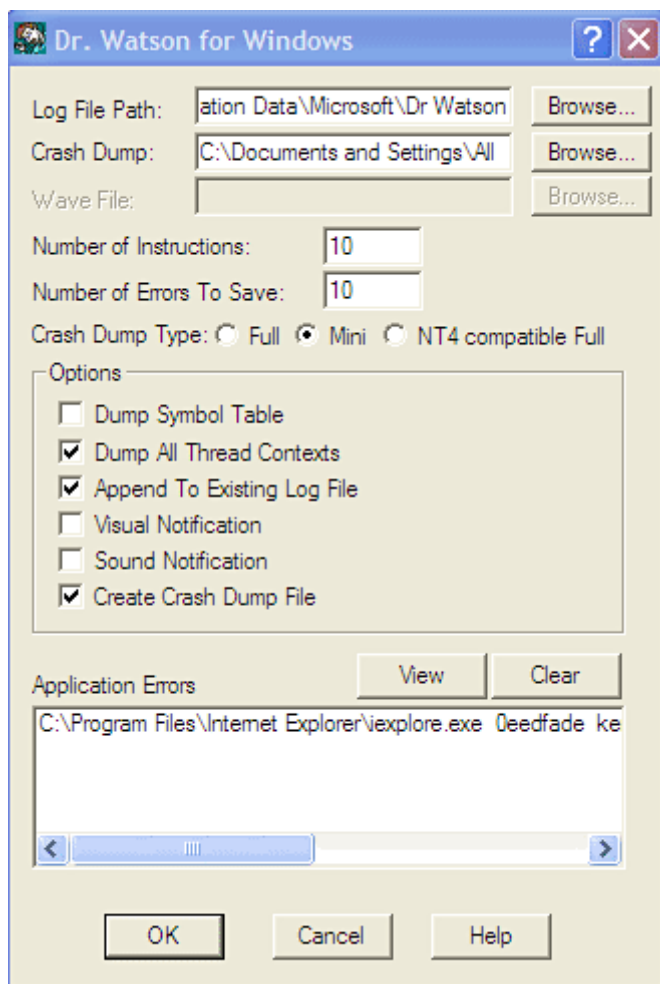 Dr. Watson for Windows
Log File Path: ation Data\Microsoft\Dr Watson Browse...
Crash Dump: C:\Documents and Settings\All Browse...
Wave File: Browse...
Number of Instructions: 10
Number of Errors To Save: 10
Crash Dump Type: Full Mini NT4 compatible Full
Options
Dump Symbol Table
Dump All Thread Contexts
Append To Existing Log File
Visual Notification
Sound Notification
Create Crash Dump File
Application Errors View Clear
C:\Program Files\Internet Explorer\iexplore.exe 0eedfade ke
OK Cancel Help